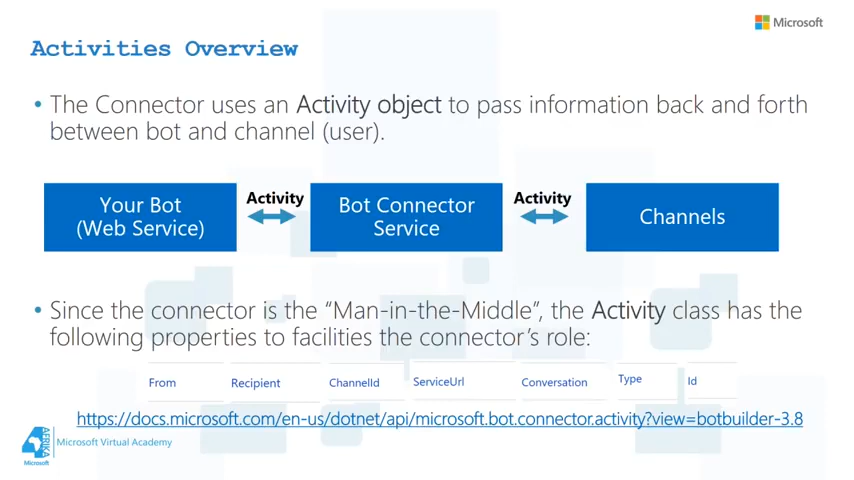 Microsoft
Activities Overview
• The Connector uses an Activity object to pass information back and forth
between bot and channel (user).
Your Bot
(Web Service)
Activity
Bot Connector
Service
Activity
Channels
• Since the connector is the “Man-in-the-Middle”, the Activity class has the
following properties to facilities the connector’s role:
From Recipient ChannelId ServiceUrl Conversation Type Id
https://docs.microsoft.com/en-us/dotnet/api/microsoft.bot.connector.activity?view=botbuilder-3.8
4AFRIKA
Microsoft
Microsoft Virtual Academy